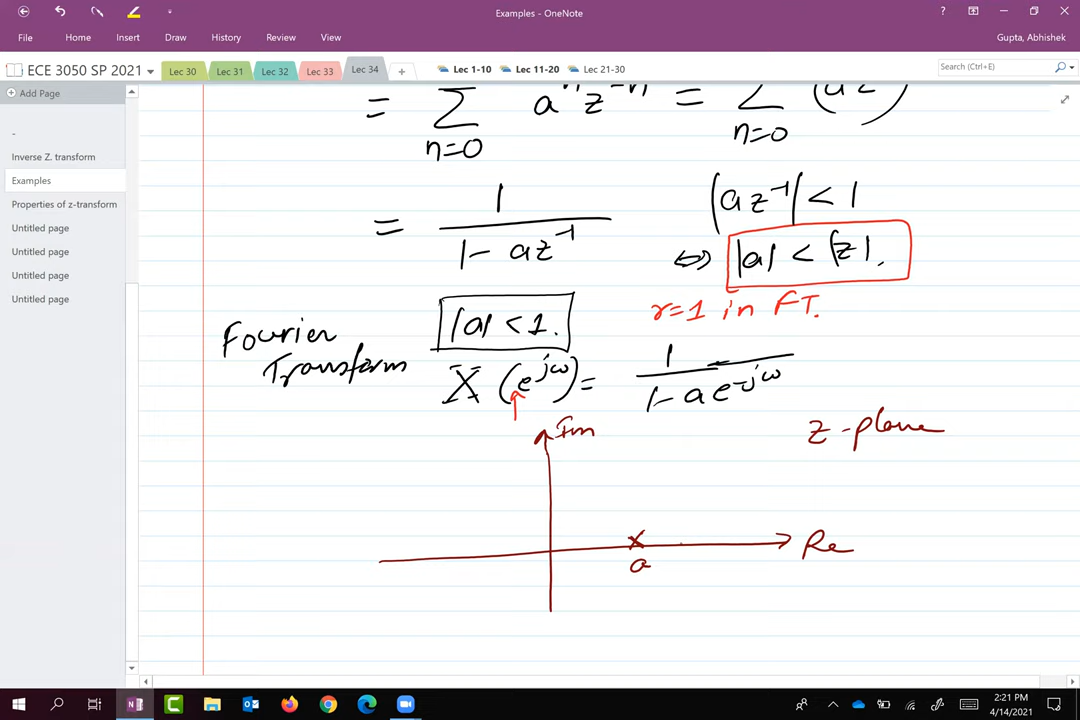 Examples - OneNote
?
Gupta, Abhishek
File Home Insert Draw History Review View
ECE 3050 SP 2021
Lec 30 Lec 31 Lec 32 Lec 33 Lec 34 + Lec 1-10 Lec 11-20 Lec 21-30
Search (Ctrl+E)
Add Page
-
Inverse Z. transform
Examples
Properties of z-transform
Untitled page
Untitled page
Untitled page
Untitled page
= Σ n=0 a^n z^-n = Σ n=0 (az
= 1 / 1 - az^-1 |az^-1| < 1
⇔ |a| < |z|.
r=1 in FT.
Fourier Transform |a| < 1.
X (e^jω) = 1 / 1 - a e^-jω
Im
z-plane
Re
a
2:21 PM
4/14/2021